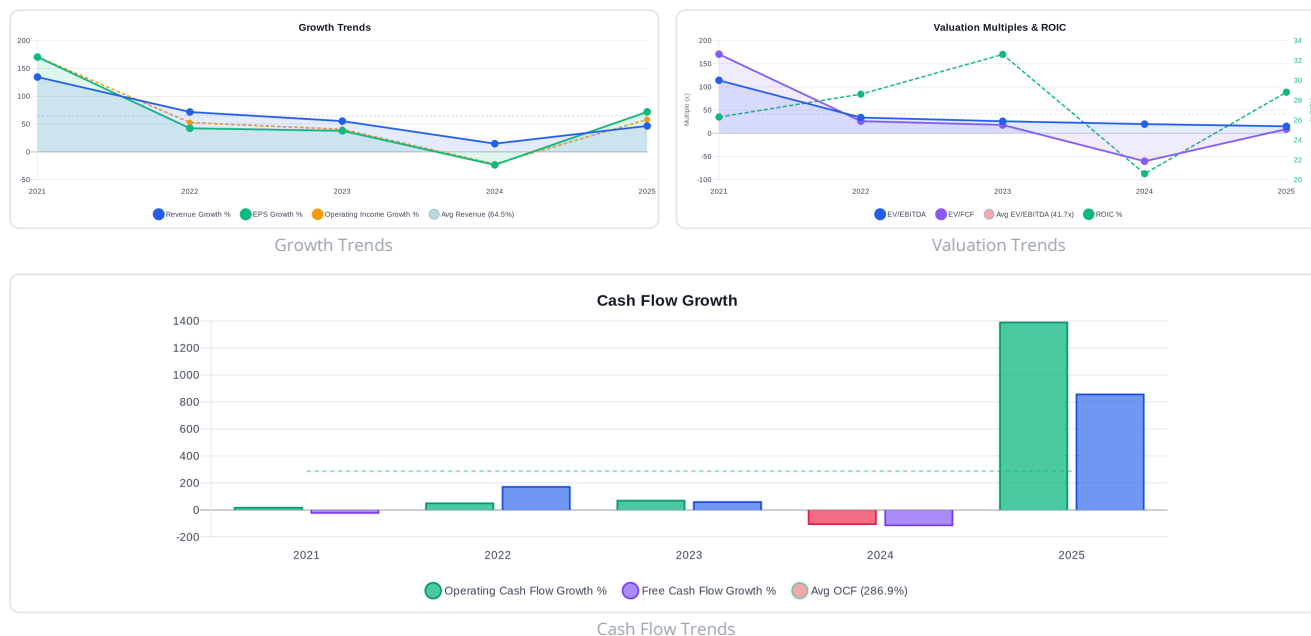 Growth Trends
200
150
100
50
0
-50
2021 2022 2023 2024 2025
Revenue Growth % EPS Growth % Operating Income Growth % Avg Revenue (64.5%)
Growth Trends
Valuation Multiples & ROIC
Multiple (x)
200
150
100
50
0
-50
-100
34
32
30
28
26
24
22
20
2021 2022 2023 2024 2025
EV/EBITDA EV/FCF Avg EV/EBITDA (41.7x) ROIC %
Valuation Trends
Cash Flow Growth
1400
1200
1000
800
600
400
200
0
-200
2021 2022 2023 2024 2025
Operating Cash Flow Growth % Free Cash Flow Growth % Avg OCF (286.9%)
Cash Flow Trends